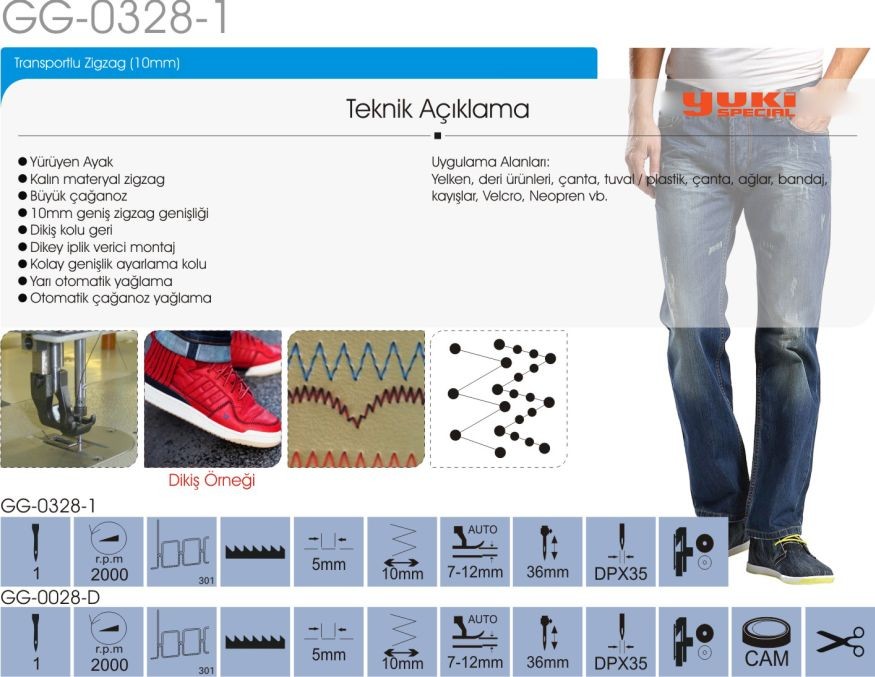 GG-0328-1
Transportlu Zigzag (10mm)
Teknik Açıklama
YUKI
SPECIAL
Yürüyen Ayak
Kalın materyal zigzag
Büyük çağanoz
10mm geniş zigzag genişliği
Dikiş kolu geri
Dikey iplik verici montaj
Kolay genişlik ayarlama kolu
Yarı otomatik yağlama
Otomatik çağanoz yağlama
Uygulama Alanları:
Yelken, deri ürünleri, çanta, tuval / plastik, çanta, ağlar, bandaj,
kayışlar, Velcro, Neopren vb.
Dikiş Örneği
GG-0328-1
1
r.p.m
2000
301
5mm
10mm
AUTO
7-12mm
36mm
DPX35
GG-0028-D
1
r.p.m
2000
301
5mm
10mm
AUTO
7-12mm
36mm
DPX35
CAM